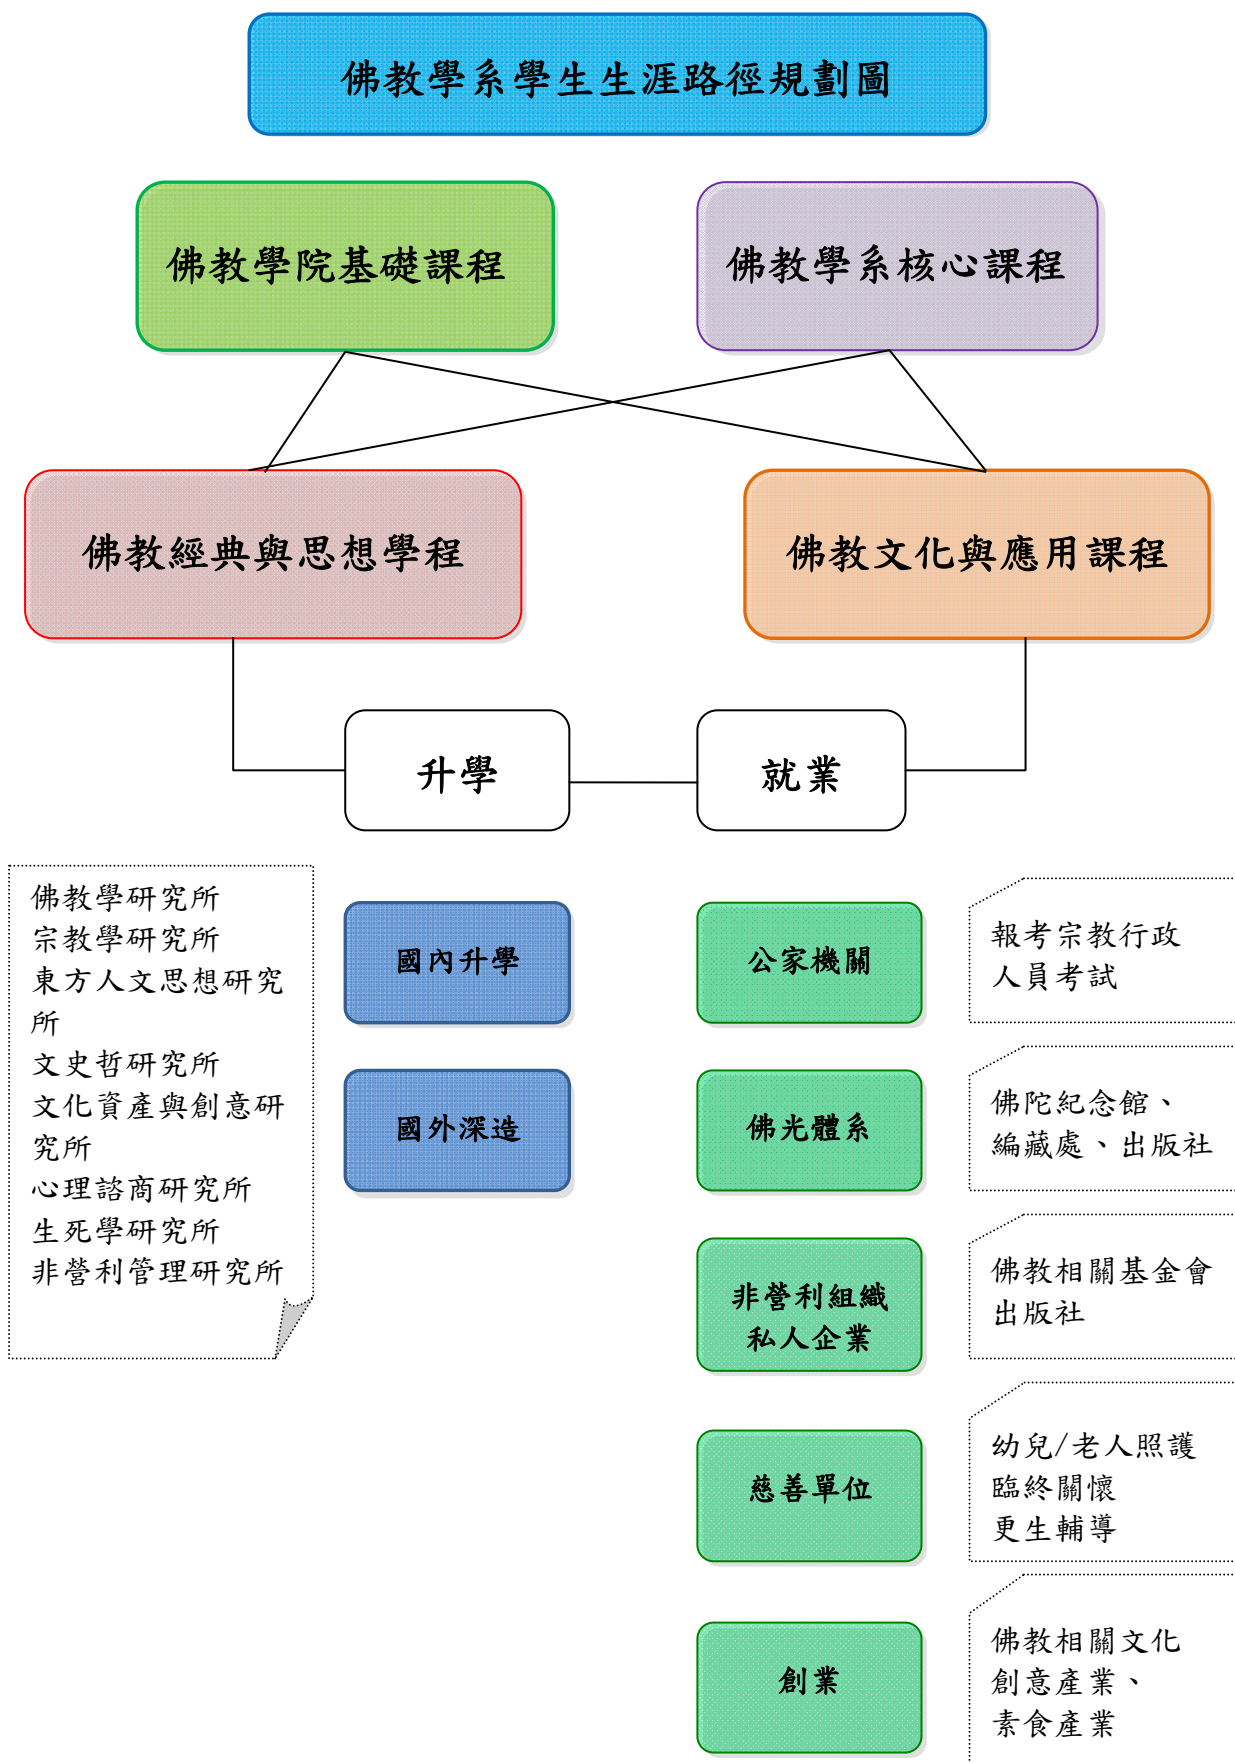 佛教學系學生生涯路徑規劃圖
佛教學院基礎課程
佛教學系核心課程
佛教經典與思想學程
佛教文化與應用課程
升學
就業
佛教學研究所
宗教學研究所
東方人文思想研究
所
文史哲研究所
文化資產與創意研
究所
心理諮商研究所
生死學研究所
非營利管理研究所
國內升學
國外深造
公家機關
報考宗教行政
人員考試
佛光體系
佛陀紀念館、
編藏處、出版社
非營利組織
私人企業
佛教相關基金會
出版社
慈善單位
幼兒/老人照護
臨終關懷
更生輔導
創業
佛教相關文化
創意產業、
素食產業